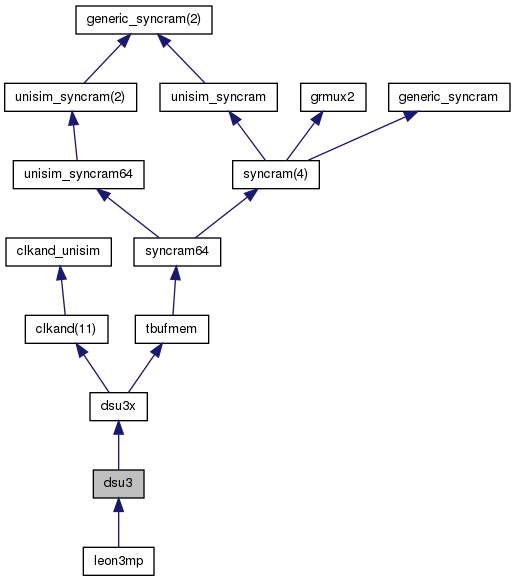 generic_syncram(2)
unisim_syncram(2)
unisim_syncram
grmux2
generic_syncram
unisim_syncram64
syncram(4)
clkand_unisim
syncram64
clkand(11)
tbufmem
dsu3x
dsu3
leon3mp